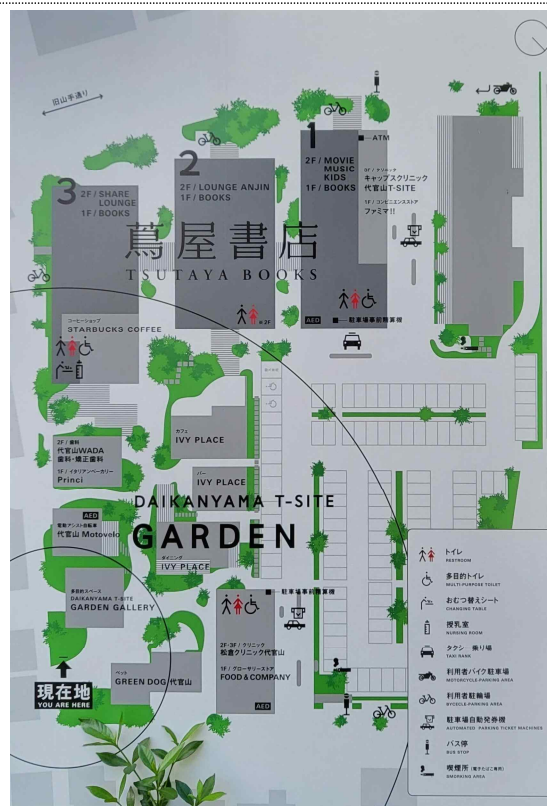 旧山手通り
1
ATM
2F / MOVIE
MUSIC
KIDS
1F / BOOKS
キャップスクリニック
代官山T-SITE
1F / コンビニエンスストア
ファミマ!!
2
2F / LOUNGE ANJIN
1F / BOOKS
3
2F / SHARE
LOUNGE
1F / BOOKS
蔦屋書店
TSUTAYA BOOKS
※2F
AED
駐車場事前精算機
コーヒーショップ
STARBUCKS COFFEE
カフェ
IVY PLACE
2F / 歯科
代官山WADA
歯科・矯正歯科
1F / イタリアンベーカリー
Princi
バー
IVY PLACE
DAIKANYAMA T-SITE
GARDEN
AED
電動アシスト自転車
代官山 Motovelo
ダイニング
IVY PLACE
多目的スペース
DAIKANYAMA T-SITE
GARDEN GALLERY
駐車場事前精算機
2F-3F / クリニック
松倉クリニック代官山
1F / グローサリーストア
FOOD & COMPANY
AED
ペット
GREEN DOG 代官山
現在地
YOU ARE HERE
トイレ
RESTROOM
多目的トイレ
MULTI-PURPOSE TOILET
おむつ替えシート
CHANGING TABLE
授乳室
NURSING ROOM
タクシー乗り場
TAXI RANK
利用者バイク駐車場
MOTORCYCLE-PARKING AREA
利用者駐輪場
BYCICLE-PARKING AREA
駐車場自動発券機
AUTOMATED PARKING TICKET MACHINES
バス停
BUS STOP
喫煙所 (電子たばこ専用)
SMOKING AREA